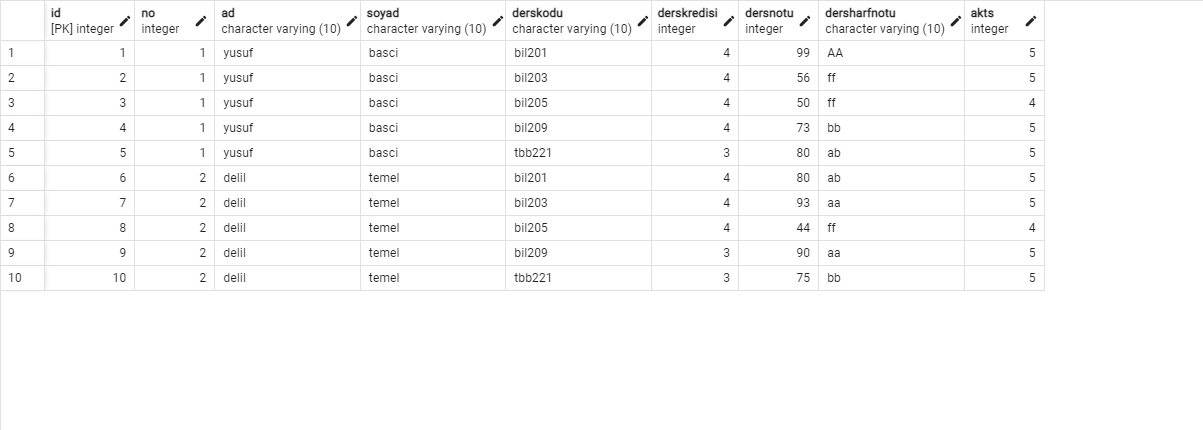 id no ad soyad derskodu derskredisi dersnotu dersharfnotu akts
[PK] integer integer character varying (10) character varying (10) character varying (10) integer integer character varying (10) integer
1 1 1 yusuf basci bil201 4 99 AA 5
2 2 1 yusuf basci bil203 4 56 ff 5
3 3 1 yusuf basci bil205 4 50 ff 4
4 4 1 yusuf basci bil209 4 73 bb 5
5 5 1 yusuf basci tbb221 3 80 ab 5
6 6 2 delil temel bil201 4 80 ab 5
7 7 2 delil temel bil203 4 93 aa 5
8 8 2 delil temel bil205 4 44 ff 4
9 9 2 delil temel bil209 3 90 aa 5
10 10 2 delil temel tbb221 3 75 bb 5